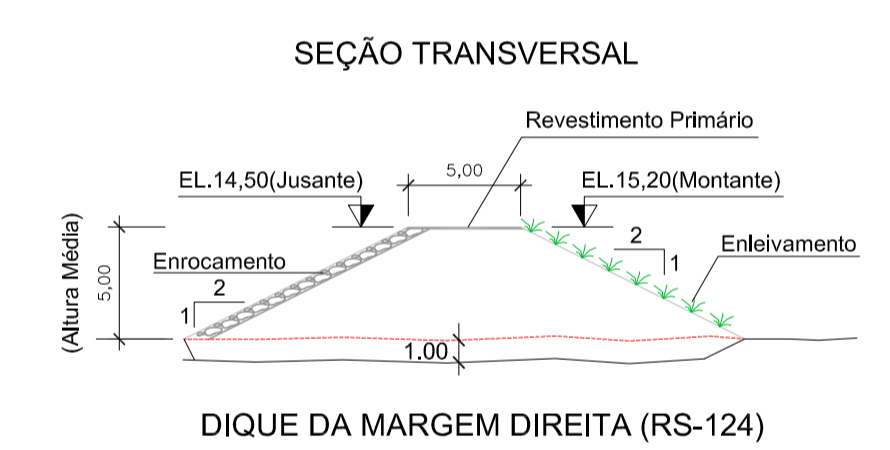 SEÇÃO TRANSVERSAL
Revestimento Primário
5,00
EL.14,50(Jusante)
EL.15,20(Montante)
(Altura Média)
5,00
Enrocamento
2
1
2
1
Enleivamento
1.00
DIQUE DA MARGEM DIREITA (RS-124)